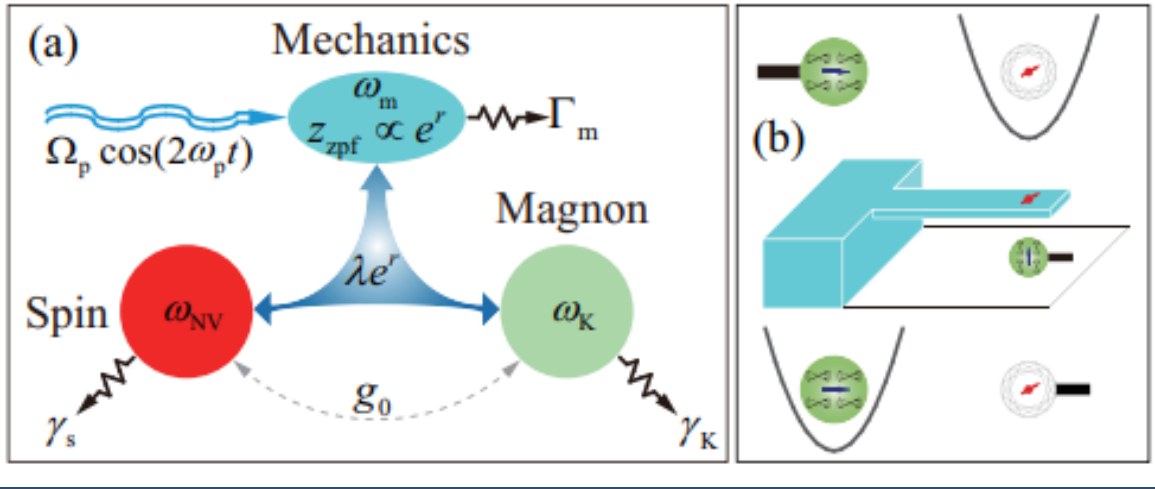 (a)
Mechanics
ω_m
z_zpf ∝ e^r
Γ_m
Ω_p cos(2ω_p t)
Magnon
λe^r
Spin
ω_NV
ω_K
g_0
γ_s
γ_K
(b)